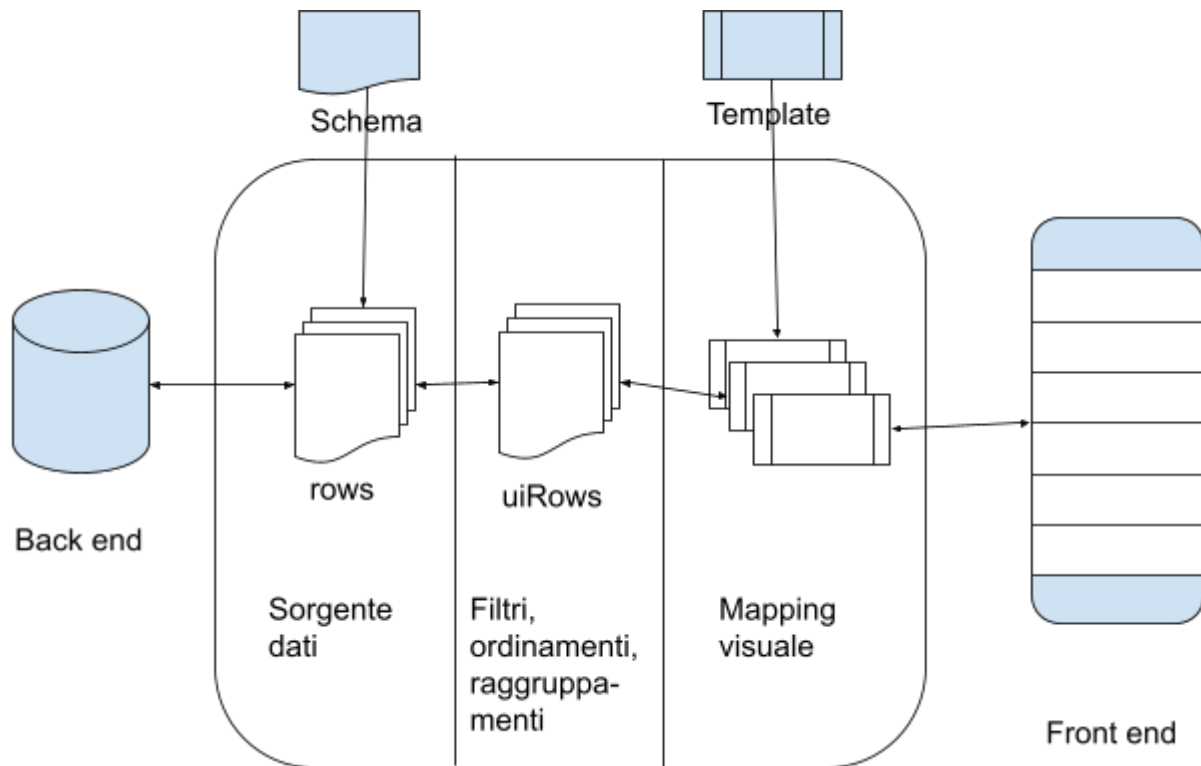 Schema
Template
rows
uiRows
Back end
Sorgente
dati
Filtri,
ordinamenti,
raggruppa-
menti
Mapping
visuale
Front end